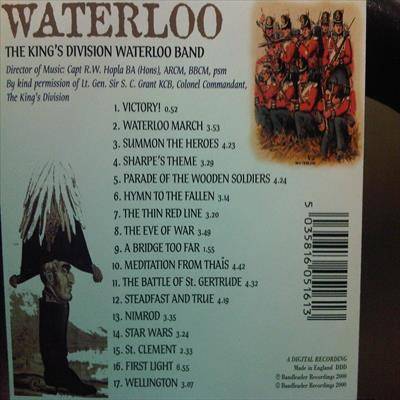 WATERLOO
THE KING'S DIVISION WATERLOO BAND
Director of Music: Capt R.W. Hopla BA (Hons), ARCM, BBCM, psm
By kind permission of Lt. Gen. Sir S. C. Grant KCB, Colonel Commandant,
The King's Division
1. VICTORY! 0.52
2. WATERLOO MARCH 3.53
3. SUMMON THE HEROES 4.23
4. SHARPE'S THEME 3.29
5. PARADE OF THE WOODEN SOLDIERS 4.24
6. HYMN TO THE FALLEN 3.14
7. THE THIN RED LINE 3.20
8. THE EVE OF WAR 3.49
9. A BRIDGE TOO FAR 1.55
10. MEDITATION FROM THAÏS 4.42
11. THE BATTLE OF St. GERTRUDE 4.32
12. STEADFAST AND TRUE 4.19
13. NIMROD 3.35
14. STAR WARS 3.24
15. St. CLEMENT 2.33
16. FIRST LIGHT 6.55
17. WELLINGTON 3.07
WATERLOO
5 035816 051613
A DIGITAL RECORDING
Made in England DDD
℗ Bandleader Recordings 2000
© Bandleader Recordings 2000